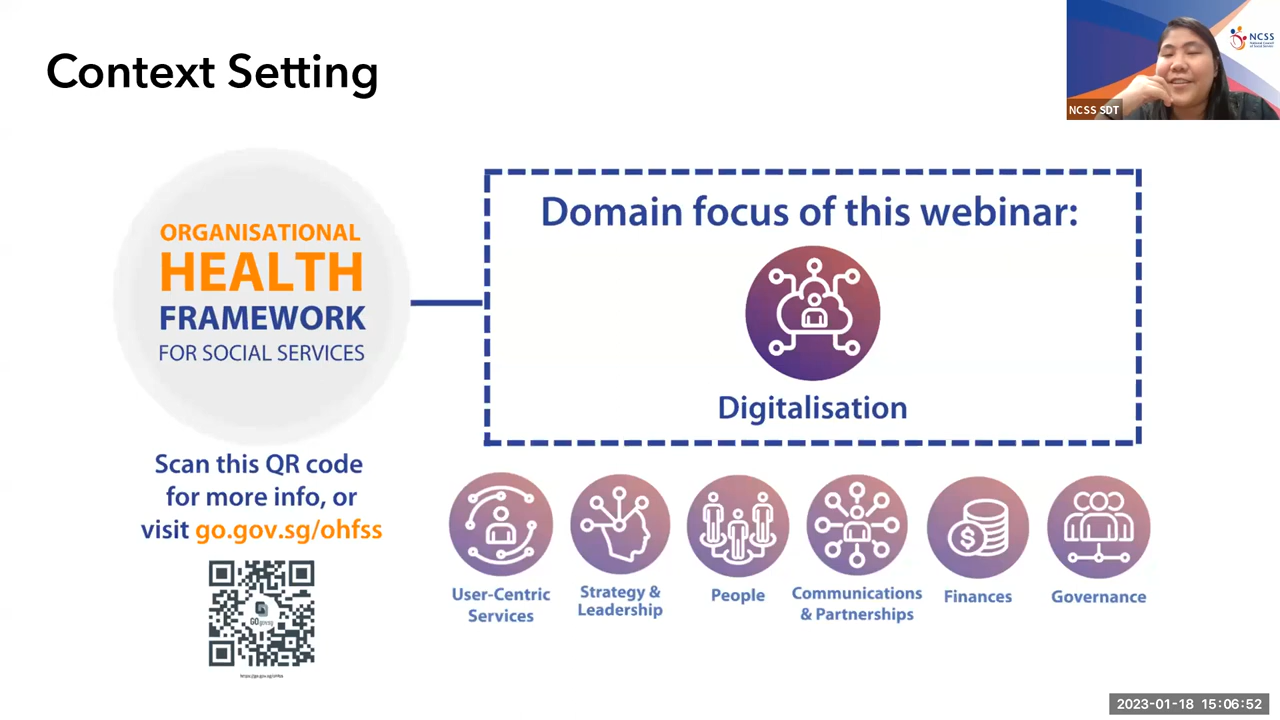 Context Setting
NCSS
NCSS SDT
ORGANISATIONAL
HEALTH
FRAMEWORK
FOR SOCIAL SERVICES
Domain focus of this webinar:
Digitalisation
Scan this QR code
for more info, or
visit go.gov.sg/ohfss
GOgovsg
User-Centric
Services
Strategy &
Leadership
People
Communications
& Partnerships
Finances
Governance
2023-01-18 15:06:52